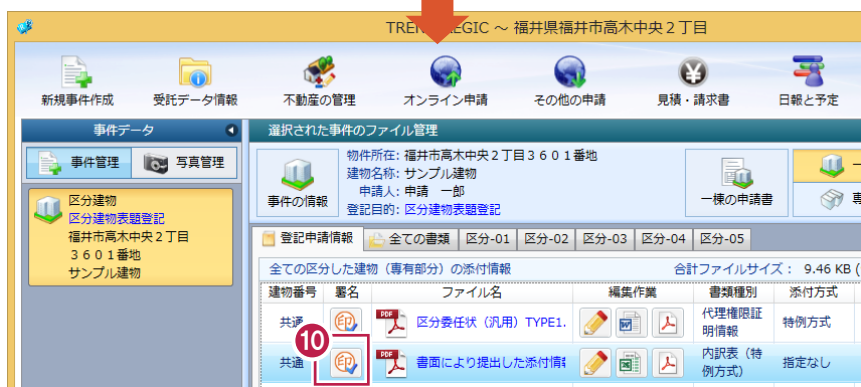 TREN EGIC ～ 福井県福井市高木中央２丁目
新規事件作成 受託データ情報 不動産の管理 オンライン申請 その他の申請 見積・請求書 日報と予定
事件データ
事件管理 写真管理
区分建物
区分建物表題登記
福井市高木中央２丁目
３６０１番地
サンプル建物
選択された事件のファイル管理
事件の情報
物件所在: 福井市高木中央２丁目３６０１番地
建物名称: サンプル建物
申請人: 申請 一郎
登記目的: 区分建物表題登記
一棟の申請書
登記申請情報 全ての書類 区分-01 区分-02 区分-03 区分-04 区分-05
全ての区分した建物（専有部分）の添付情報 合計ファイルサイズ： 9.46 KB (
建物番号 署名 ファイル名 編集作業 書類種別 添付方式
共通 印 PDF 区分委任状（汎用）TYPE1. 代理権限証明情報 特例方式
10
共通 印 PDF 書面により提出した添付情 内訳表（特例方式） 指定なし